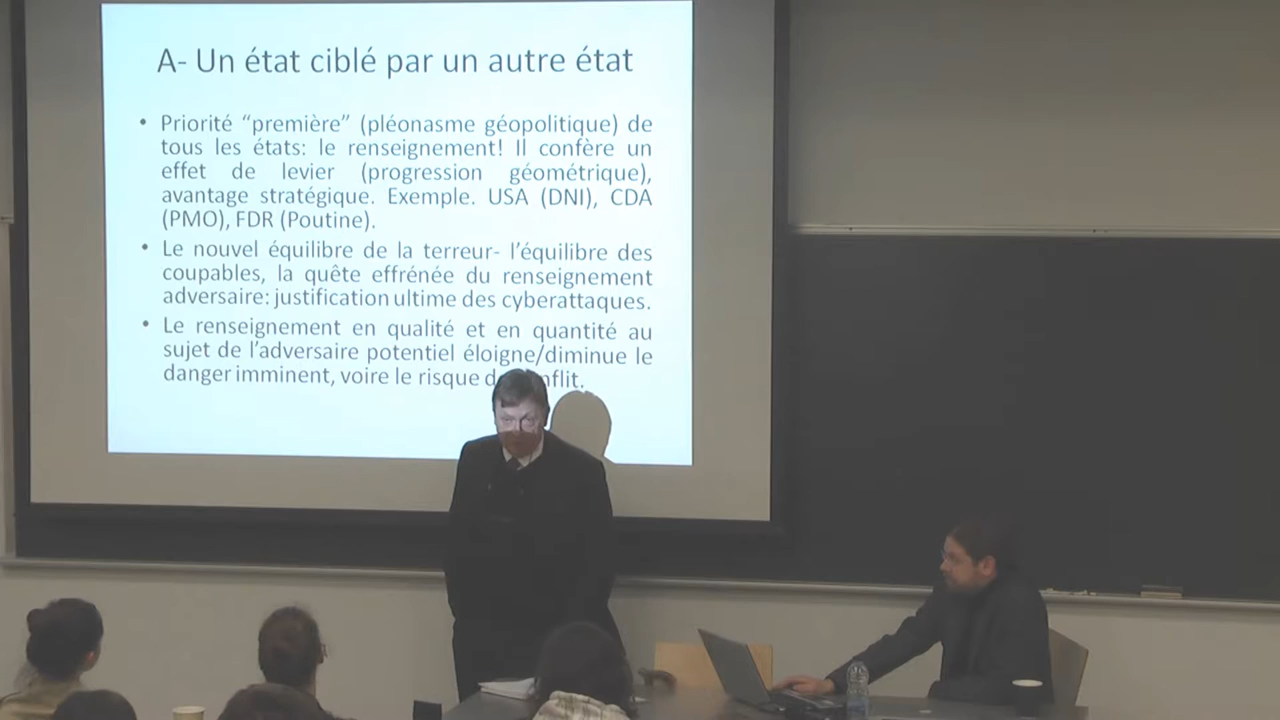 A- Un état ciblé par un autre état
• Priorité “première” (pléonasme géopolitique) de
tous les états: le renseignement! Il confère un
effet de levier (progression géométrique),
avantage stratégique. Exemple. USA (DNI), CDA
(PMO), FDR (Poutine).
• Le nouvel équilibre de la terreur- l’équilibre des
coupables, la quête effrénée du renseignement
adversaire: justification ultime des cyberattaques.
• Le renseignement en qualité et en quantité au
sujet de l’adversaire potentiel éloigne/diminue le
danger imminent, voire le risque